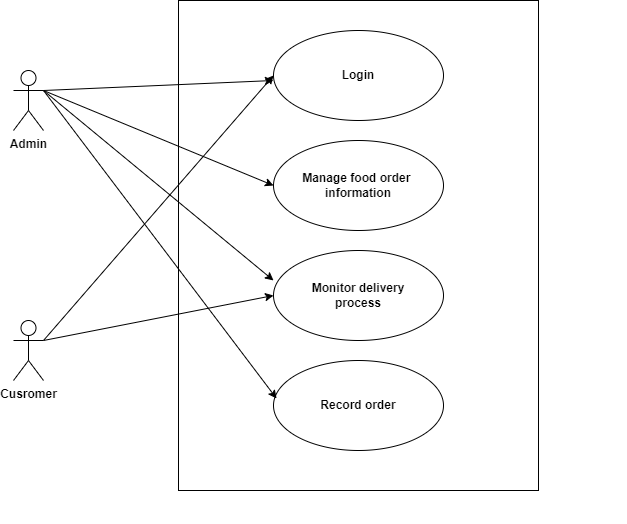 Login
Admin
Manage food order
information
Monitor delivery
process
Cusromer
Record order